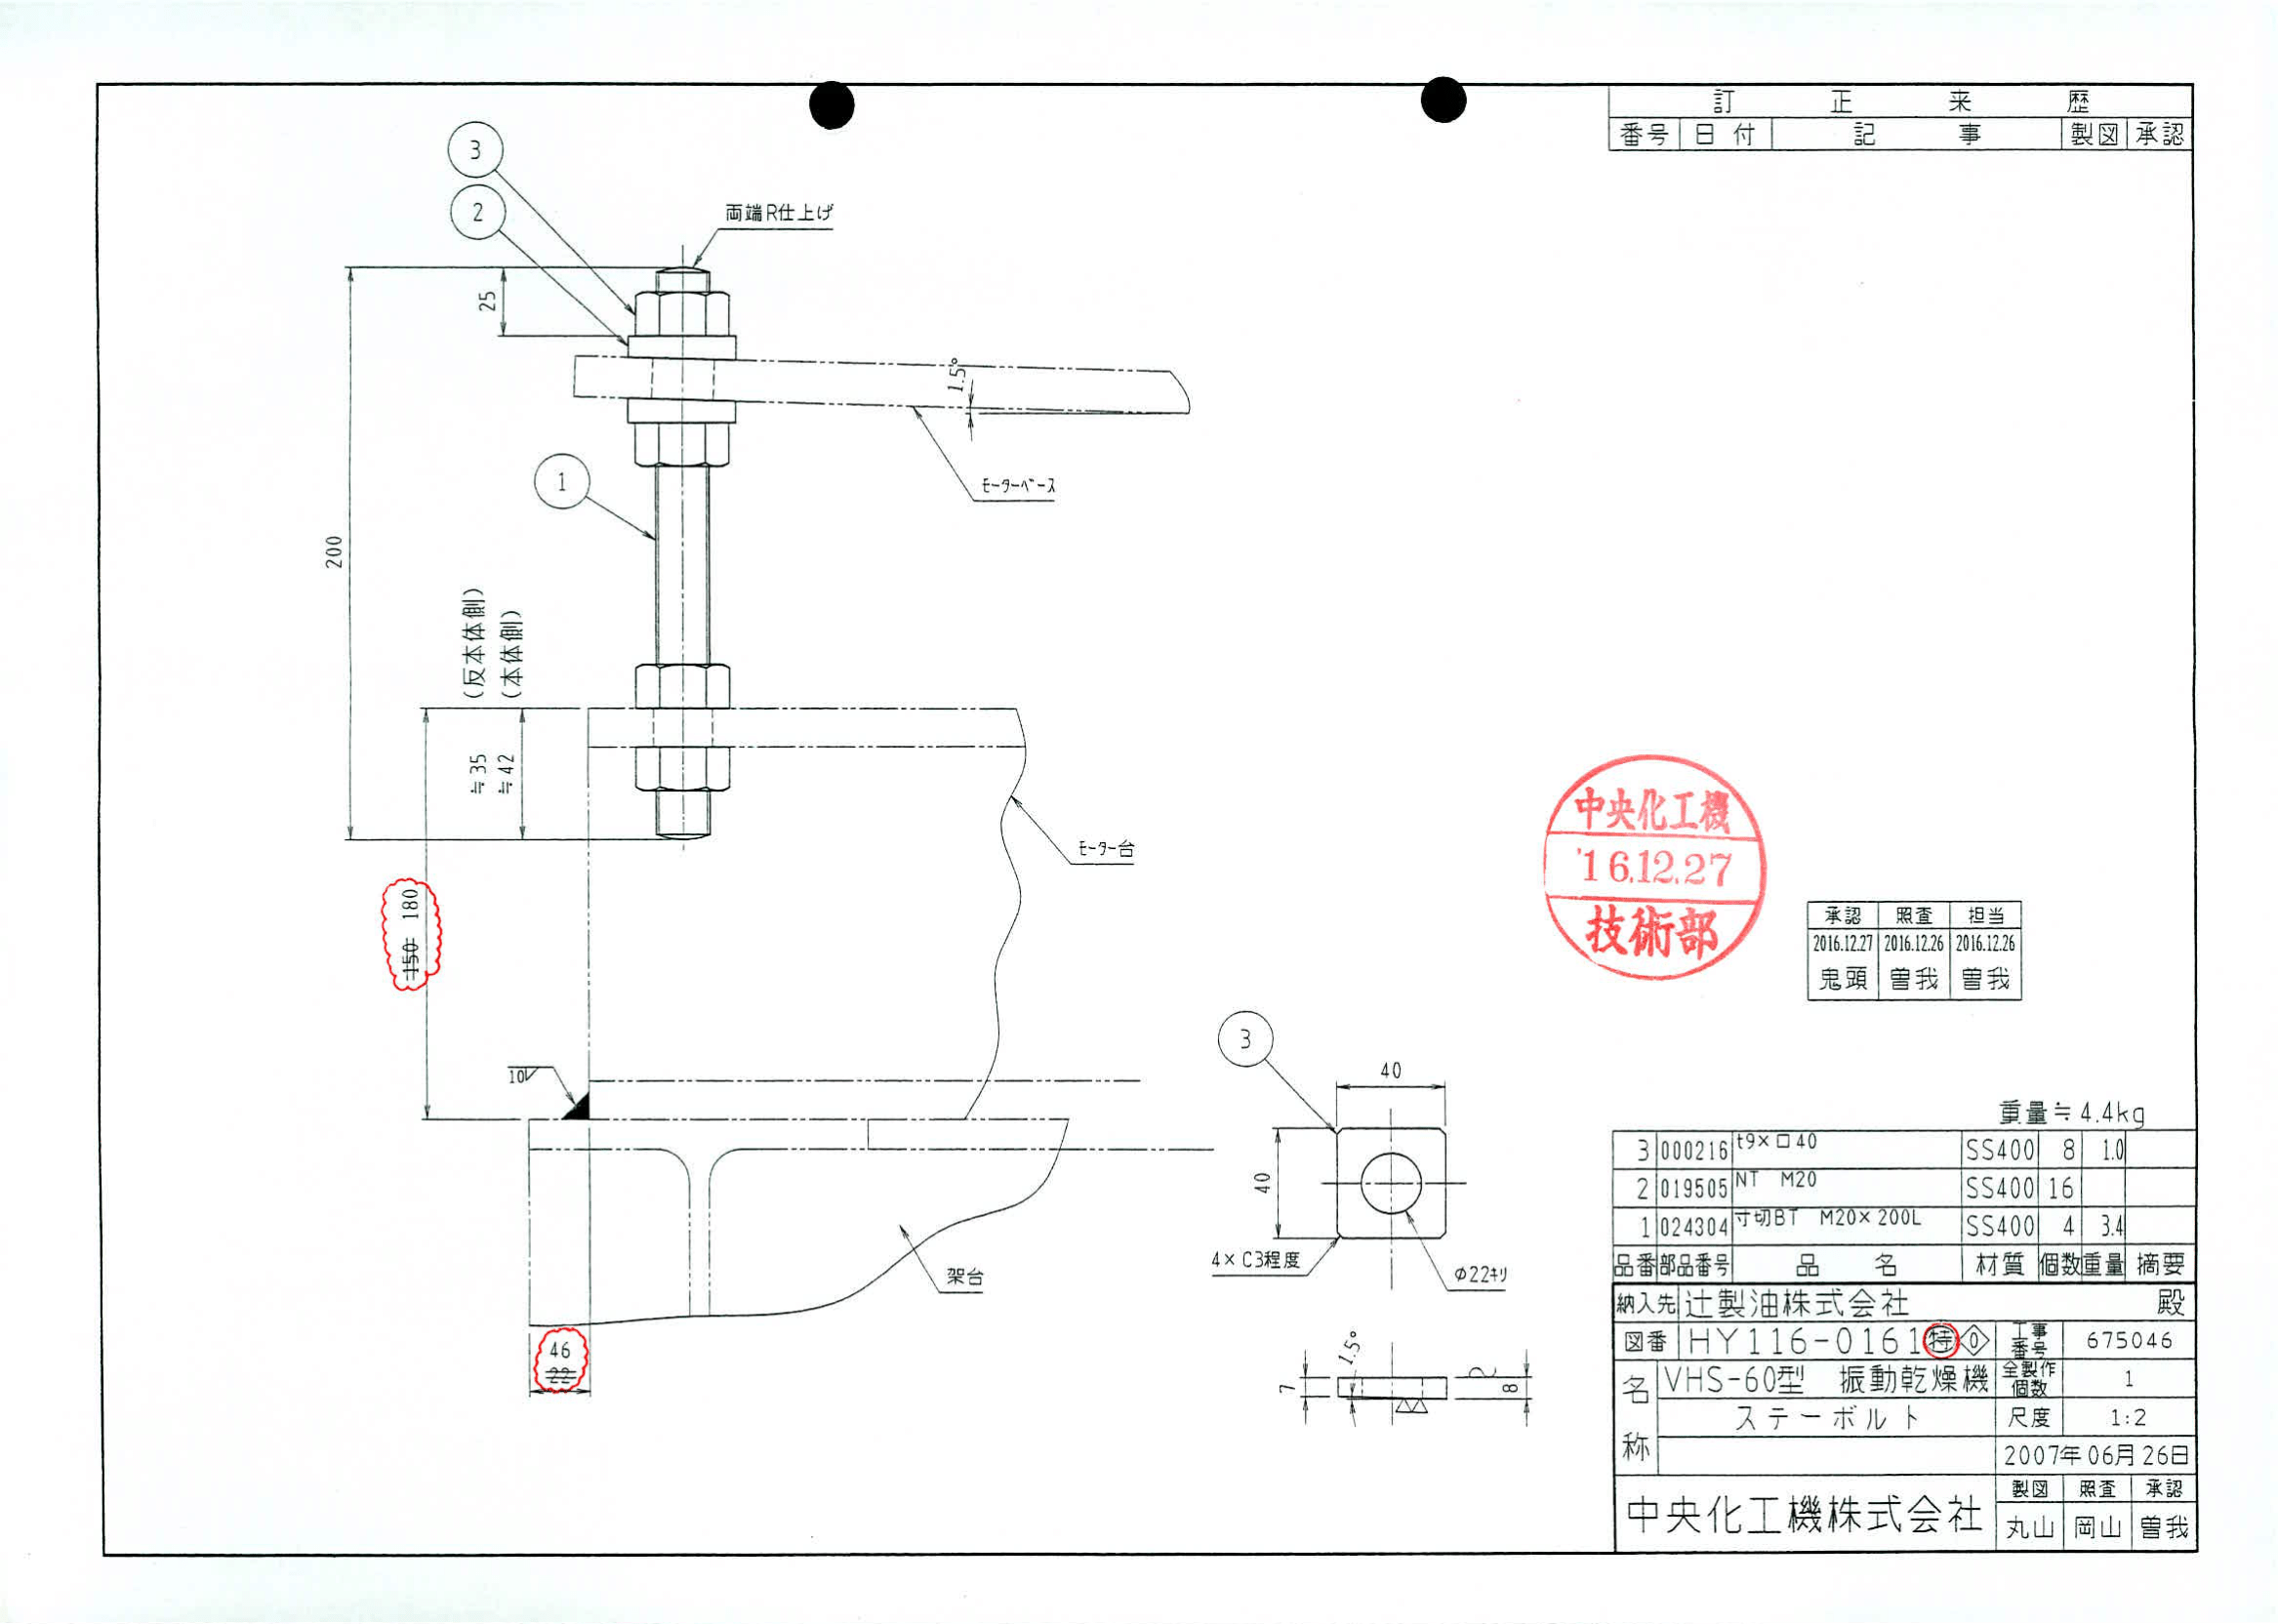 訂正来歴
番号 日付 記事 製図 承認
3
2
両端R仕上げ
25
1.5°
モーターベース
1
200
(反本体側)
(本体側)
≒35
≒42
モーター台
150 180
10
架台
46
22
中央化工機
'16.12.27
技術部
承認 照査 担当
2016.12.27 2016.12.26 2016.12.26
鬼頭 曽我 曽我
3
40
40
4×C3程度
φ22キリ
1.5°
7
8
重量≒4.4kg
3 000216 t9×□40 SS400 8 1.0
2 019505 NT M20 SS400 16
1 024304 寸切BT M20×200L SS400 4 3.4
品番 部品番号 品名 材質 個数 重量 摘要
納入先 辻製油株式会社 殿
図番 HY116-0161 特 0 工事番号 675046
名称 VHS-60型 振動乾燥機 全製作個数 1
ステーボルト 尺度 1:2
2007年06月26日
中央化工機株式会社 製図 照査 承認
丸山 岡山 曽我